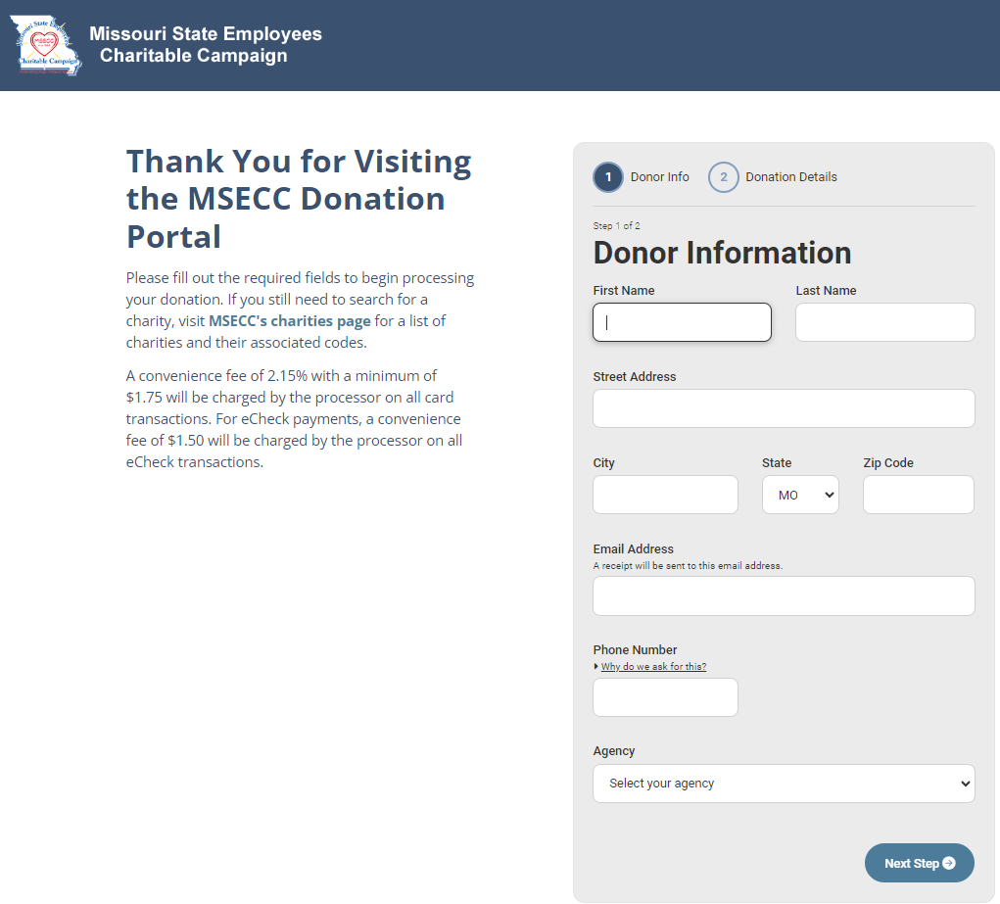 Missouri State Employees
MSECC
Charitable Campaign
Missouri State Employees
Charitable Campaign
Thank You for Visiting
the MSECC Donation
Portal
Please fill out the required fields to begin processing
your donation. If you still need to search for a
charity, visit MSECC's charities page for a list of
charities and their associated codes.
A convenience fee of 2.15% with a minimum of
$1.75 will be charged by the processor on all card
transactions. For eCheck payments, a convenience
fee of $1.50 will be charged by the processor on all
eCheck transactions.
1 Donor Info 2 Donation Details
Step 1 of 2
Donor Information
First Name Last Name
Street Address
City State Zip Code
MO
Email Address
A receipt will be sent to this email address.
Phone Number
Why do we ask for this?
Agency
Select your agency
Next Step